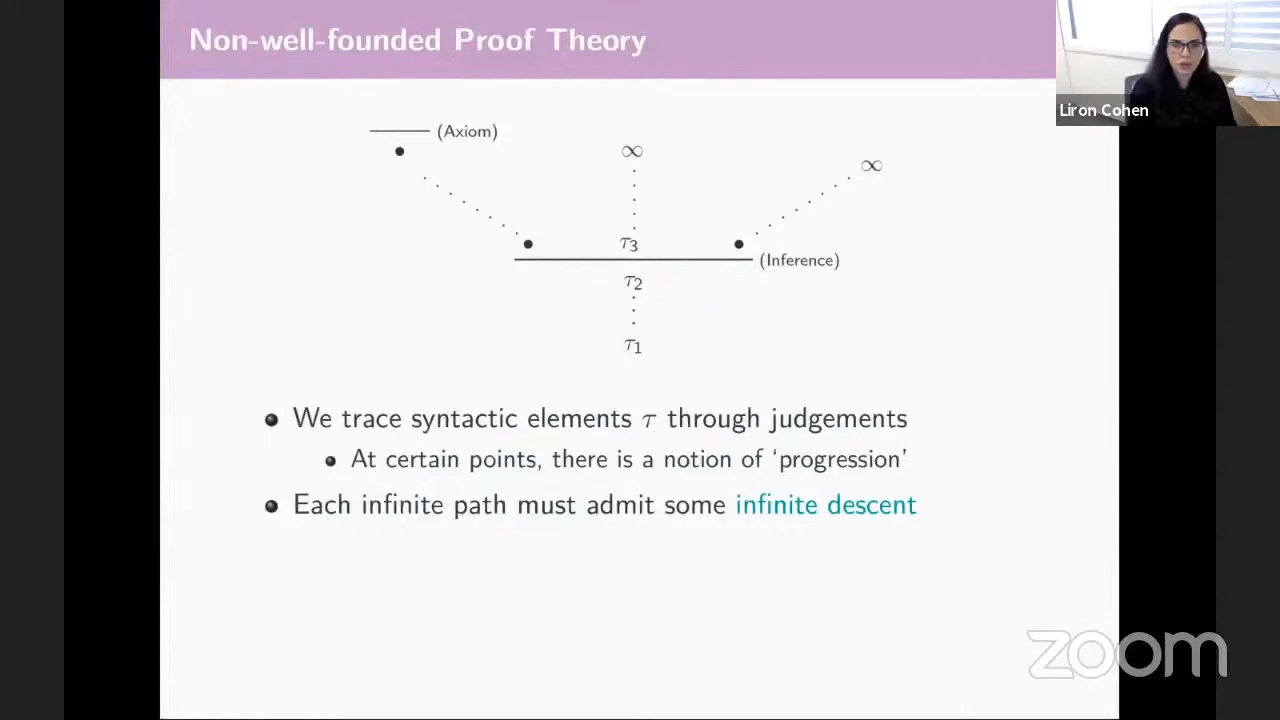 Non-well-founded Proof Theory
Liron Cohen
(Axiom)
∞
∞
τ3
(Inference)
τ2
τ1
We trace syntactic elements τ through judgements
At certain points, there is a notion of ‘progression’
Each infinite path must admit some infinite descent
zoom